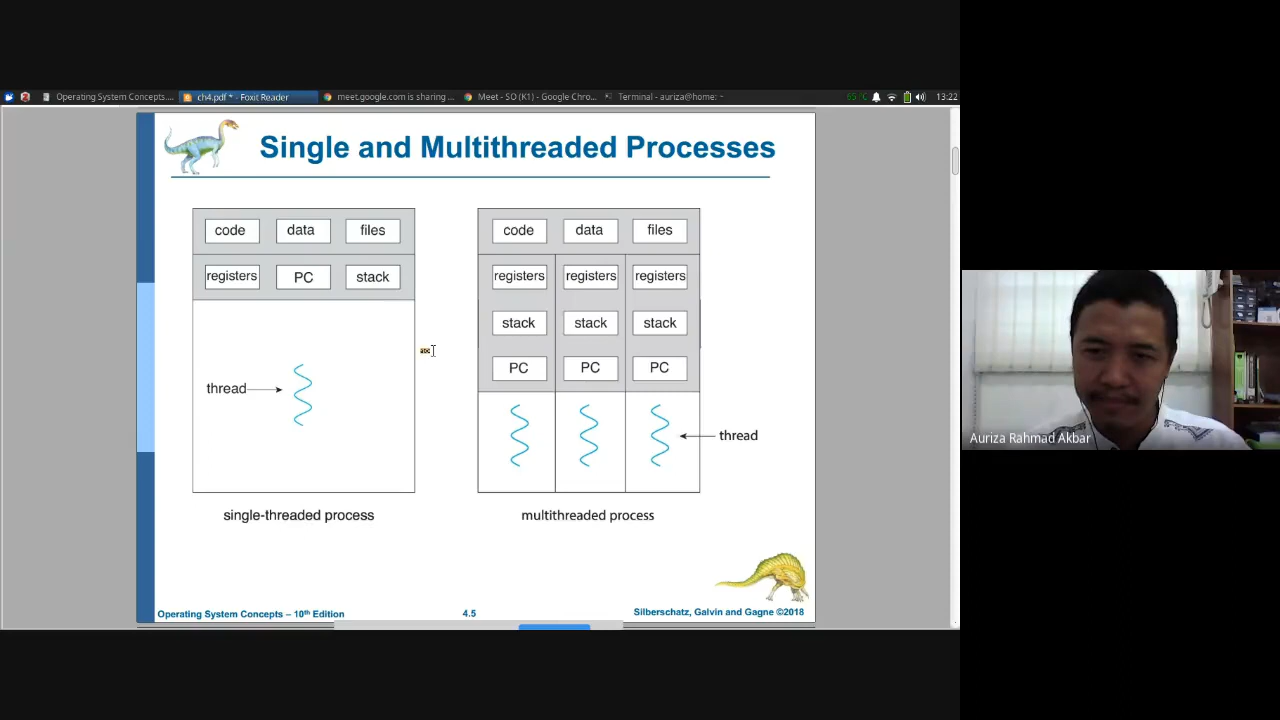 Operating System Concepts....
ch4.pdf * - Foxit Reader
meet.google.com is sharing ...
Meet - SO (K1) - Google Chro...
Terminal - auriza@home: ~
65°C
13:22
Single and Multithreaded Processes
code data files
registers PC stack
thread
single-threaded process
abc
code data files
registers registers registers
stack stack stack
PC PC PC
thread
multithreaded process
Operating System Concepts – 10th Edition
4.5
Silberschatz, Galvin and Gagne ©2018
Auriza Rahmad Akbar